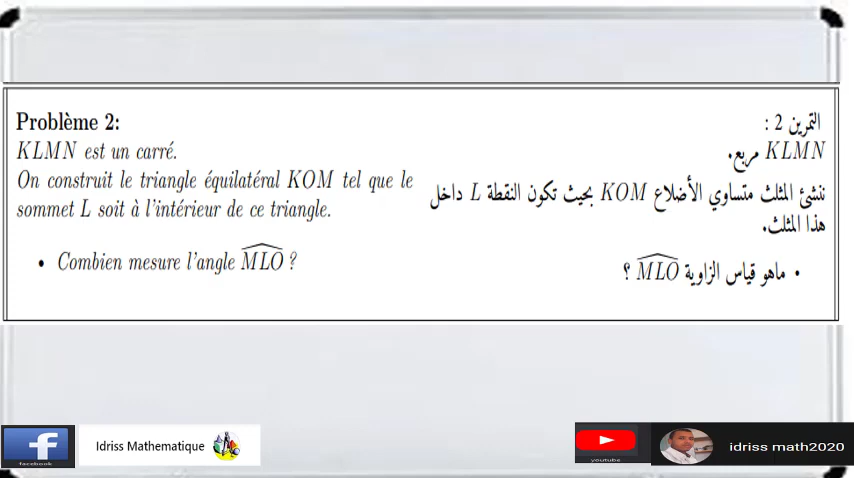 Problème 2:
KLMN est un carré.
On construit le triangle équilatéral KOM tel que le
sommet L soit à l'intérieur de ce triangle.
• Combien mesure l'angle MLO ?
التمرين 2 :
KLMN مربع.
ننشئ المثلث متساوي الأضلاع KOM بحيث تكون النقطة L داخل
هذا المثلث.
• ماهو قياس الزاوية MLO ؟
facebook
Idriss Mathematique
youtube
idriss math2020